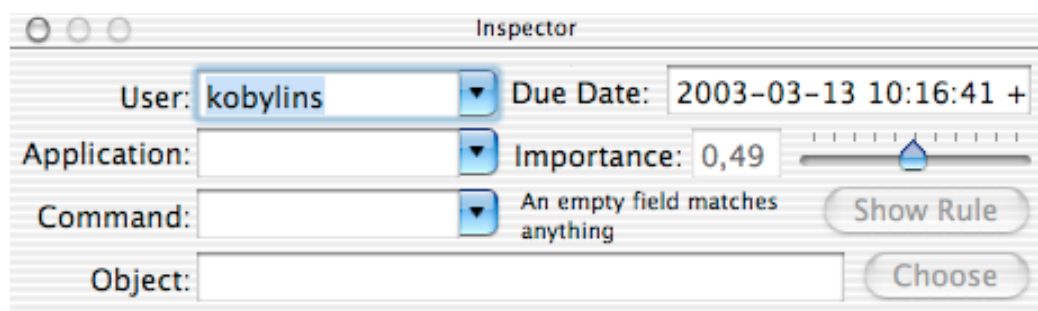 Inspector
User: kobylins Due Date: 2003-03-13 10:16:41 +
Application: Importance: 0,49
Command: An empty field matches anything Show Rule
Object: Choose